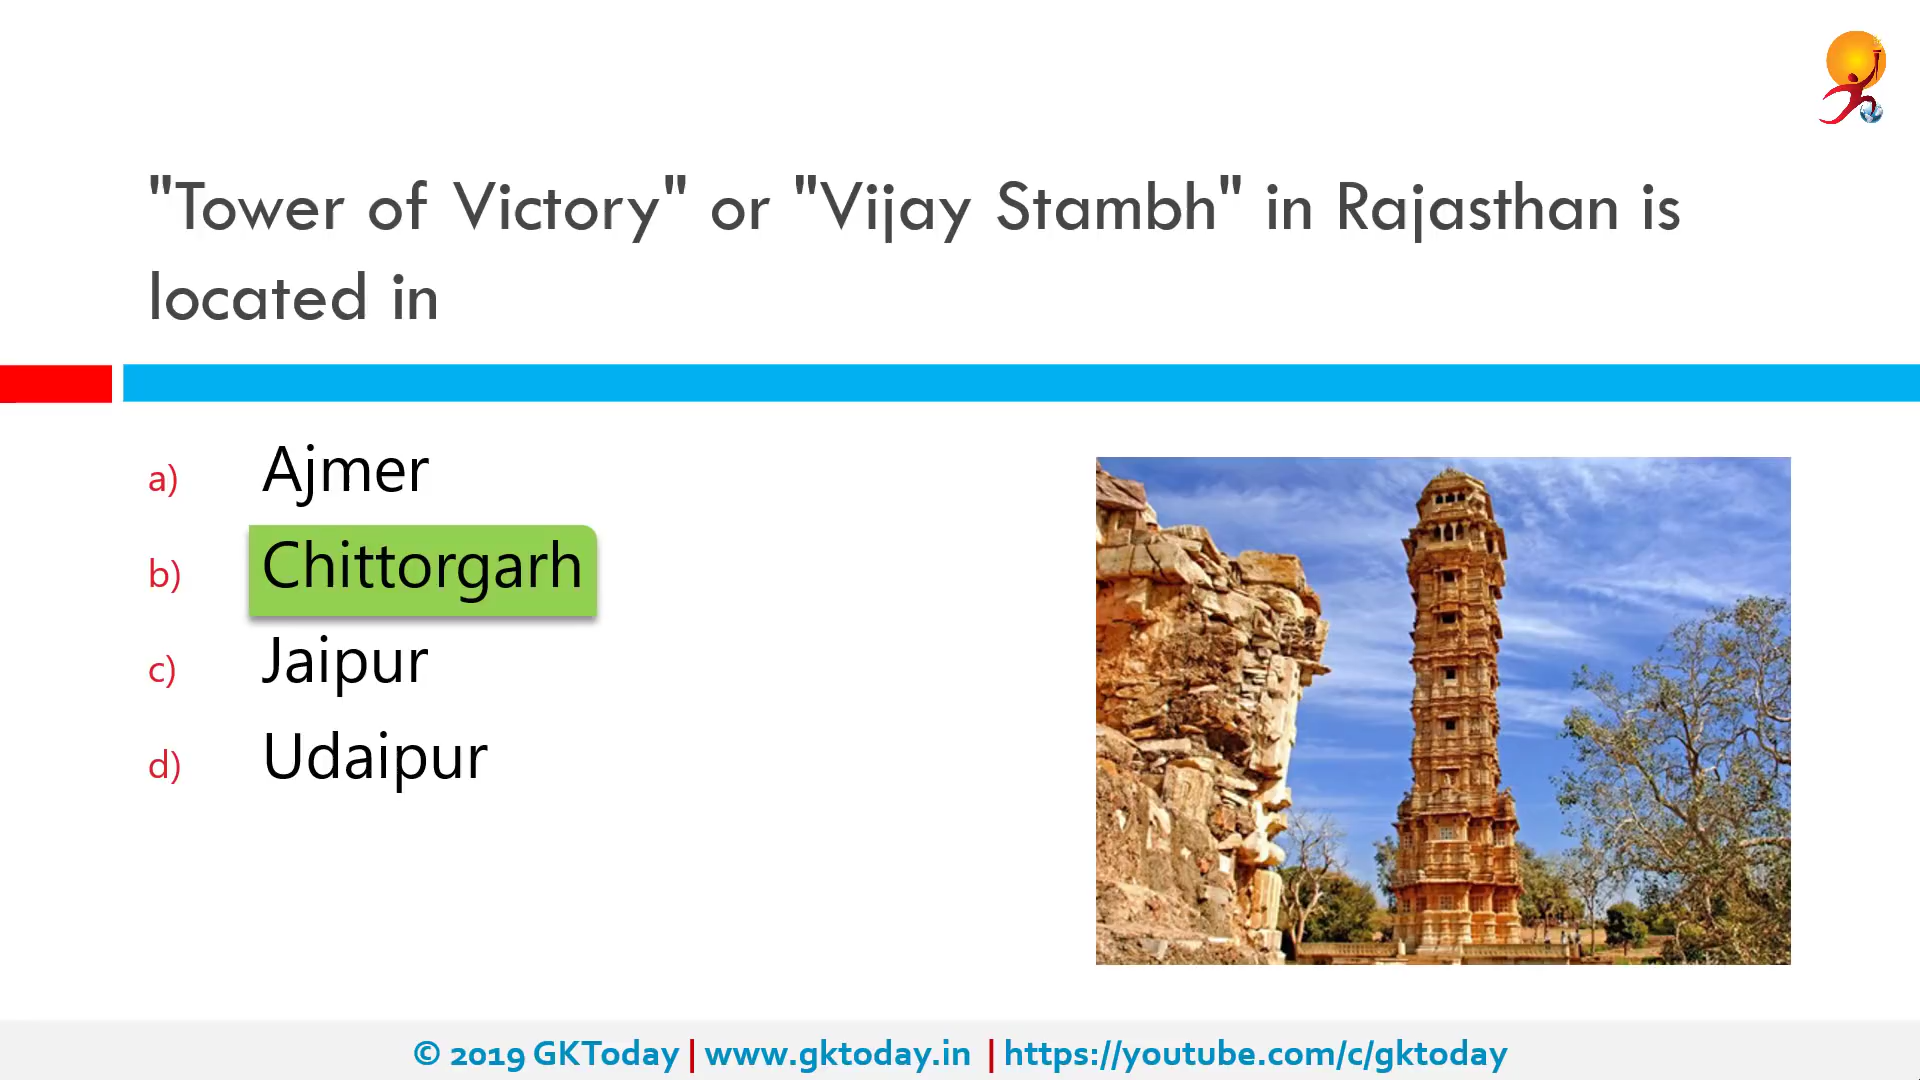 "Tower of Victory" or "Vijay Stambh" in Rajasthan is
located in
a) Ajmer
b) Chittorgarh
c) Jaipur
d) Udaipur
© 2019 GKToday | www.gktoday.in | https://youtube.com/c/gktoday